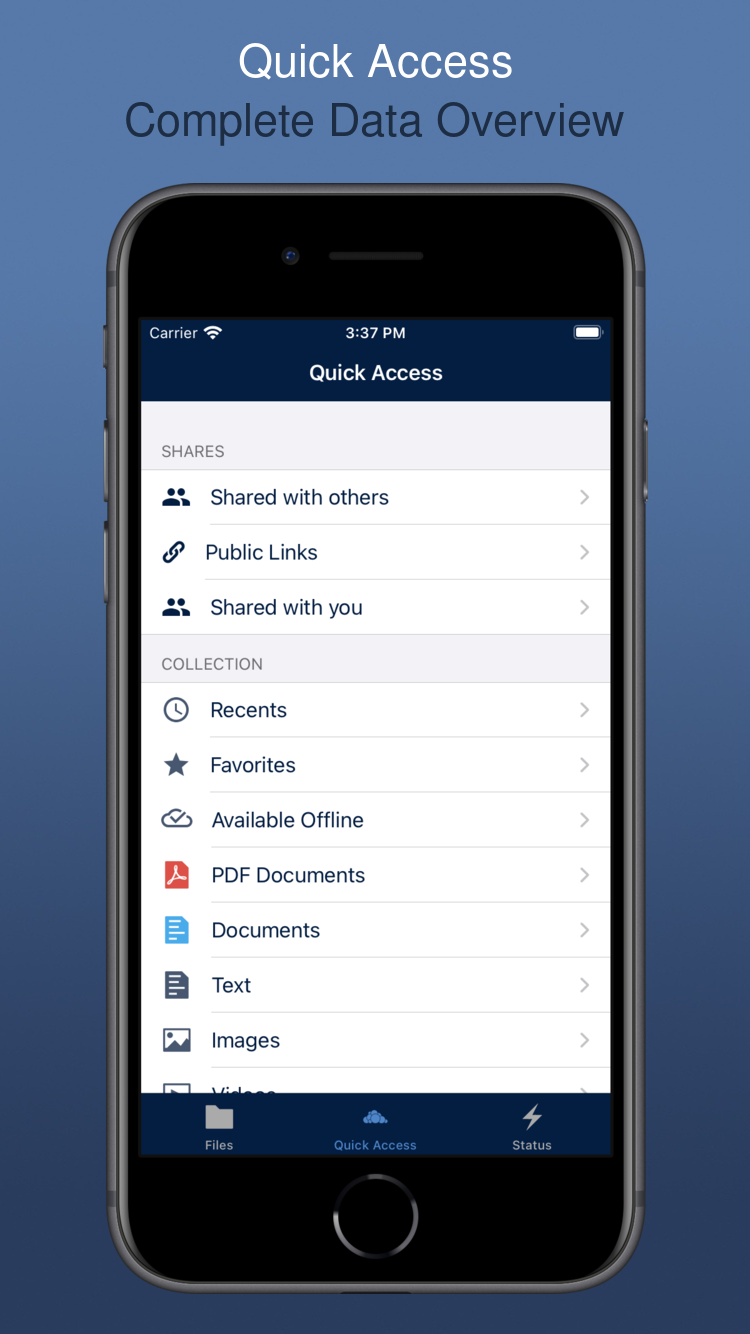 Quick Access
Complete Data Overview
Carrier 3:37 PM
Quick Access
SHARES
Shared with others
Public Links
Shared with you
COLLECTION
Recents
Favorites
Available Offline
PDF Documents
Documents
Text
Images
Videos
Files Quick Access Status